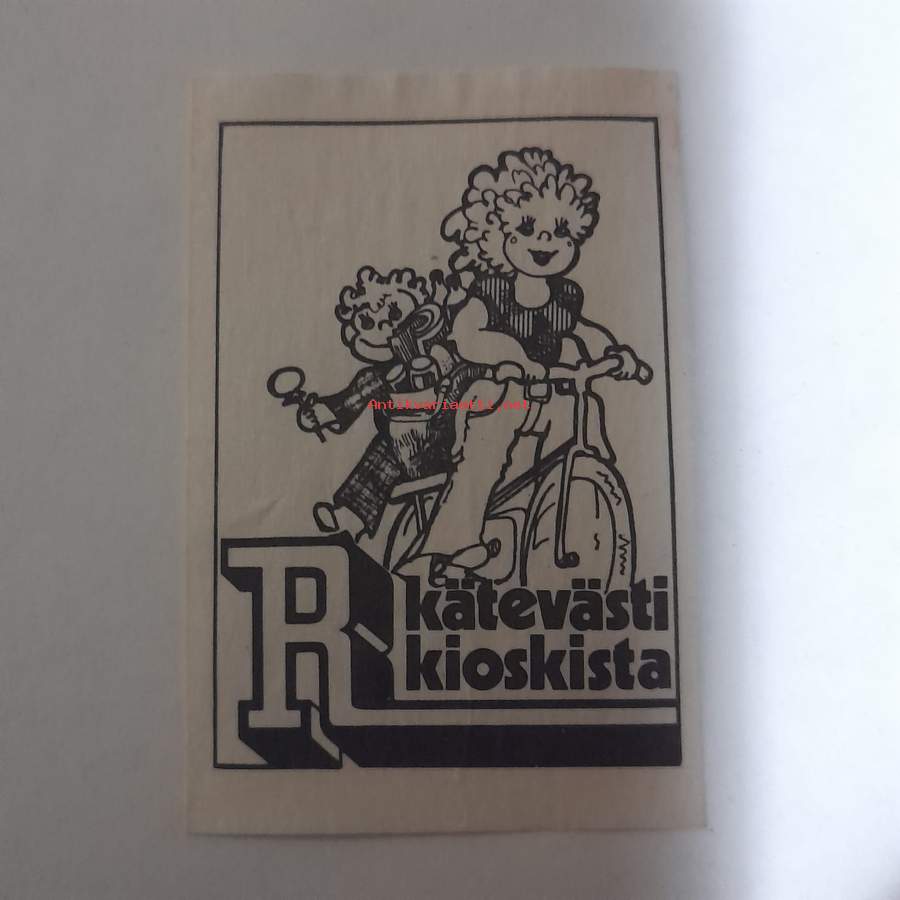 Antikvariaatti.net
R
kätevästi
kioskista